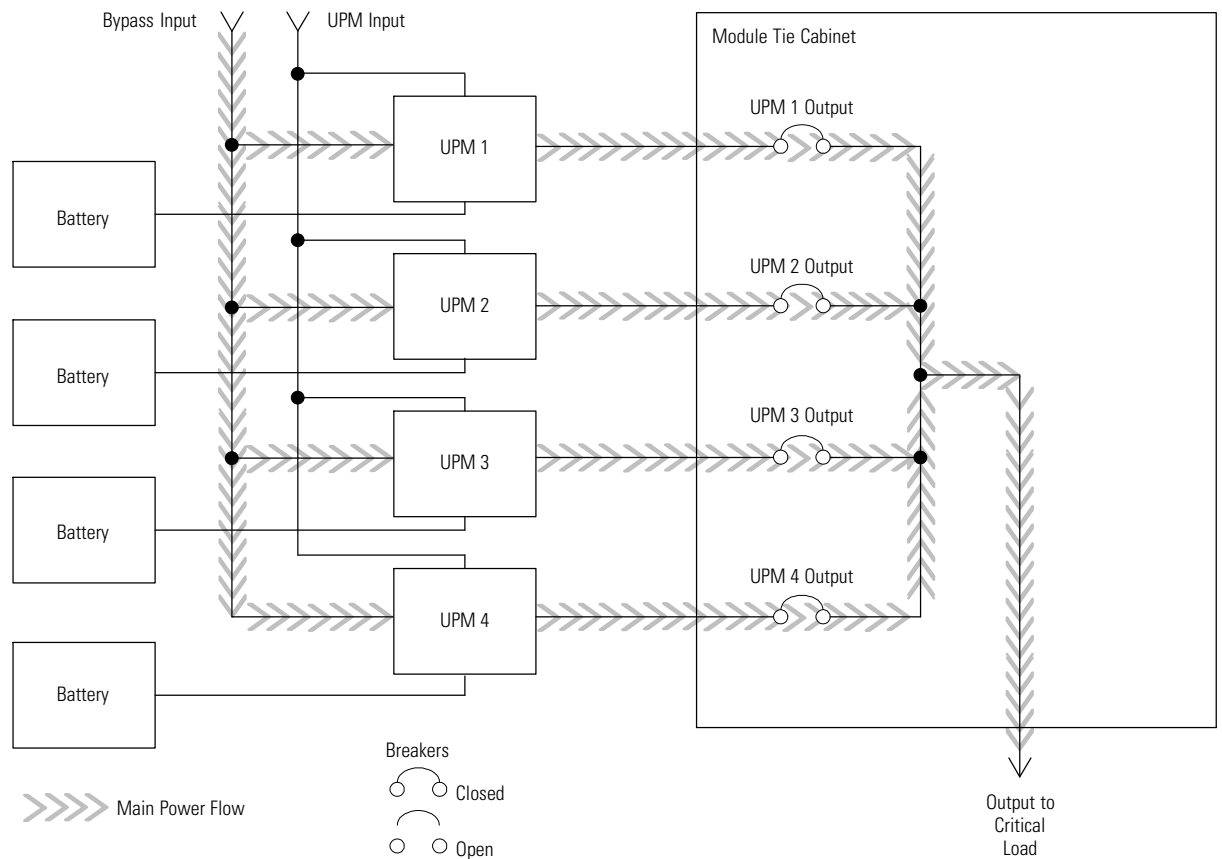 Bypass Input
UPM Input
Module Tie Cabinet
UPM 1 Output
UPM 1
Battery
UPM 2 Output
UPM 2
Battery
UPM 3 Output
UPM 3
Battery
UPM 4 Output
UPM 4
Battery
Breakers
Closed
Open
Main Power Flow
Output to
Critical
Load